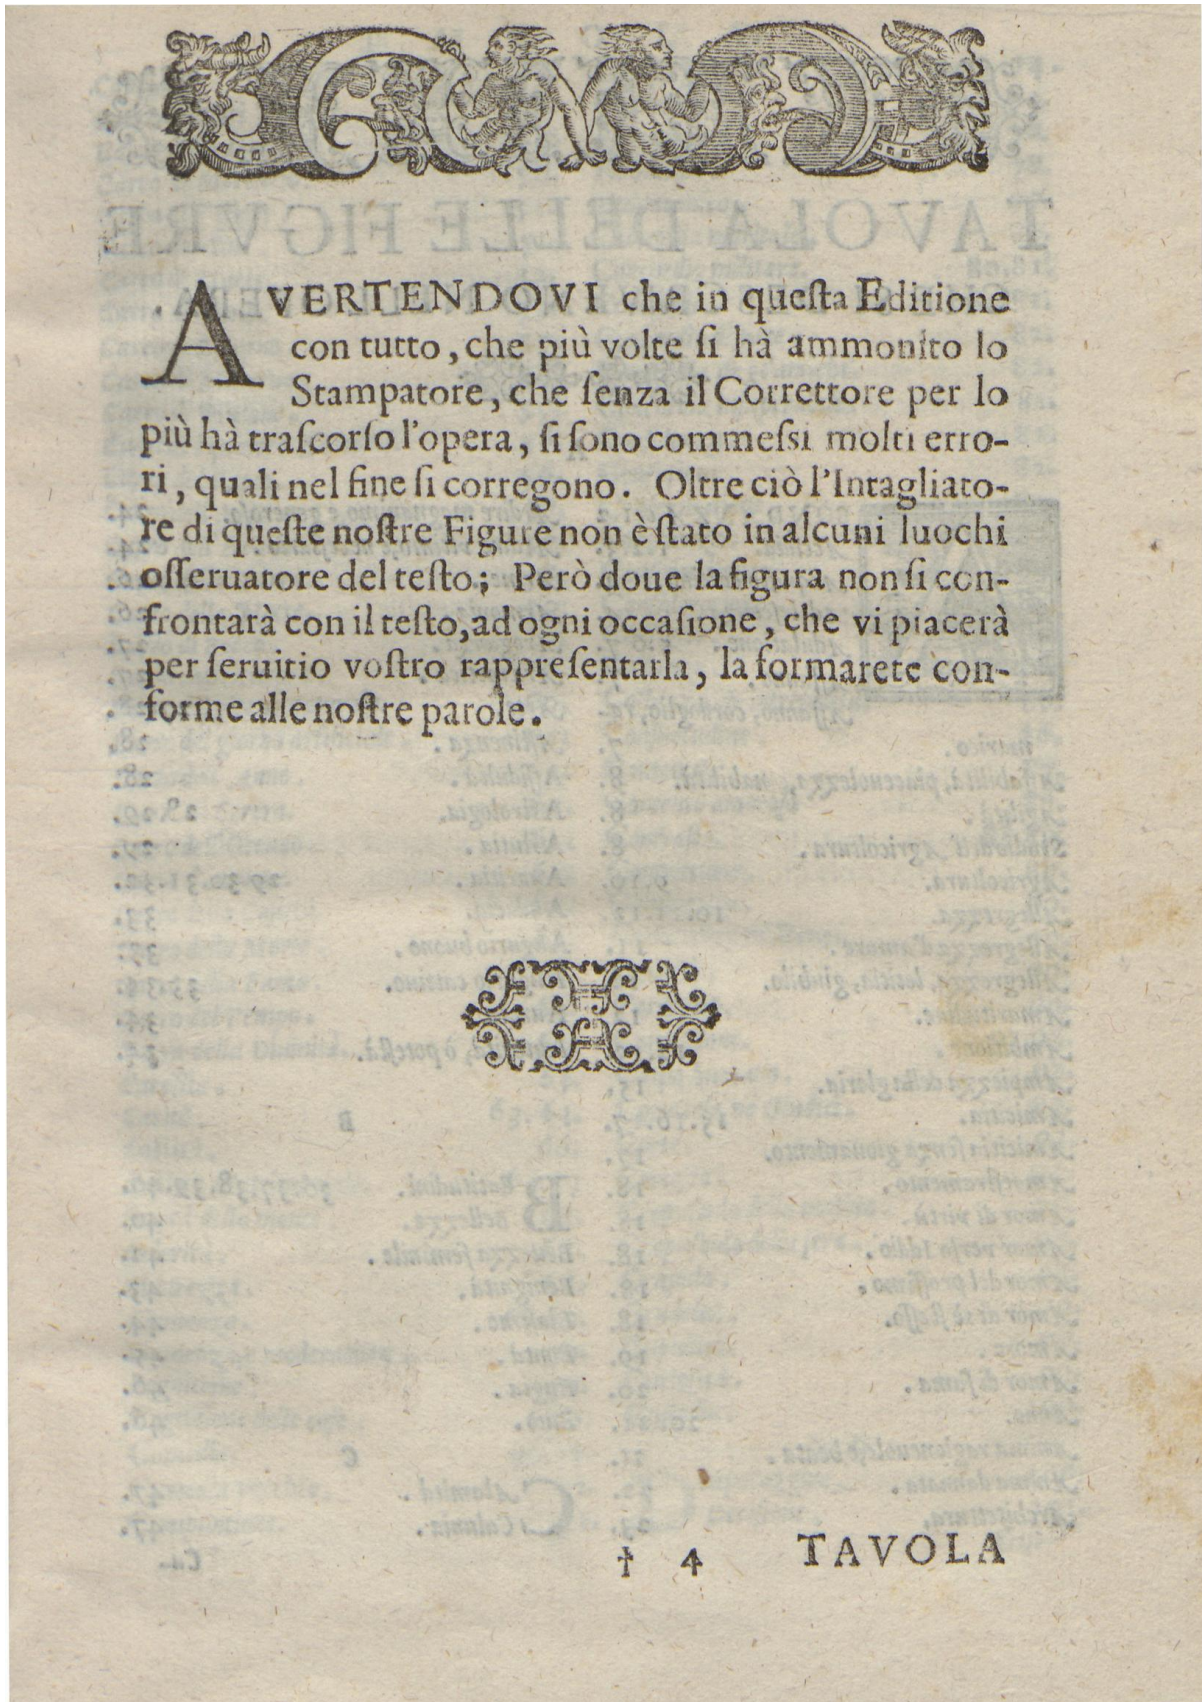 AVERTENDOVI che in queſta Editione
con tutto, che più volte ſi hà ammonito lo
Stampatore, che ſenza il Correttore per lo
più hà traſcorſo l'opera, ſi ſono commeſsi molti erro-
ri, quali nel fine ſi corregono. Oltre ciò l'Intagliato-
re di queſte noſtre Figure non è ſtato in alcuni luochi
oſſeruatore del teſto; Però doue la figura non ſi con-
frontarà con il teſto, ad ogni occaſione, che vi piacerà
per ſeruitio voſtro rappreſentarla, la formarete con-
forme alle noſtre parole.
† 4 TAVOLA